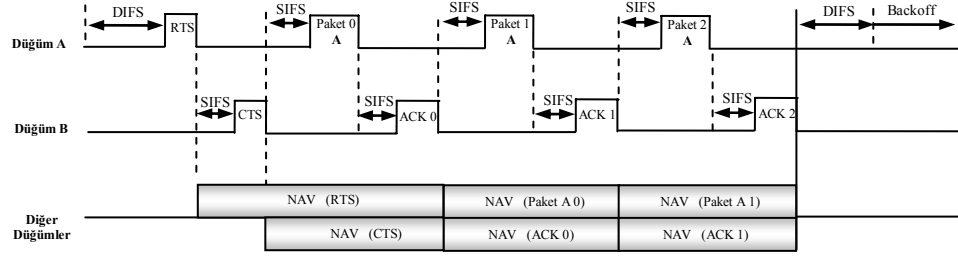 DIFS
RTS
SIFS
Paket 0
A
SIFS
Paket 1
A
SIFS
Paket 2
A
DIFS
Backoff
Düğüm A
SIFS
CTS
SIFS
ACK 0
SIFS
ACK 1
SIFS
ACK 2
Düğüm B
NAV (RTS)
NAV (Paket A 0)
NAV (Paket A 1)
Diğer
Düğümler
NAV (CTS)
NAV (ACK 0)
NAV (ACK 1)